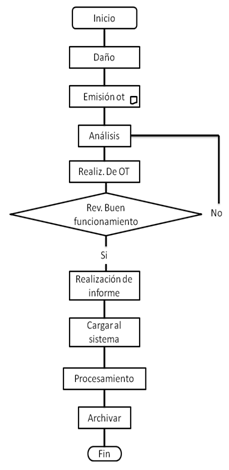 Inicio
Daño
Emisión ot
Análisis
Realiz. De OT
Rev. Buen
funcionamiento
No
Si
Realización de
informe
Cargar al
sistema
Procesamiento
Archivar
Fin